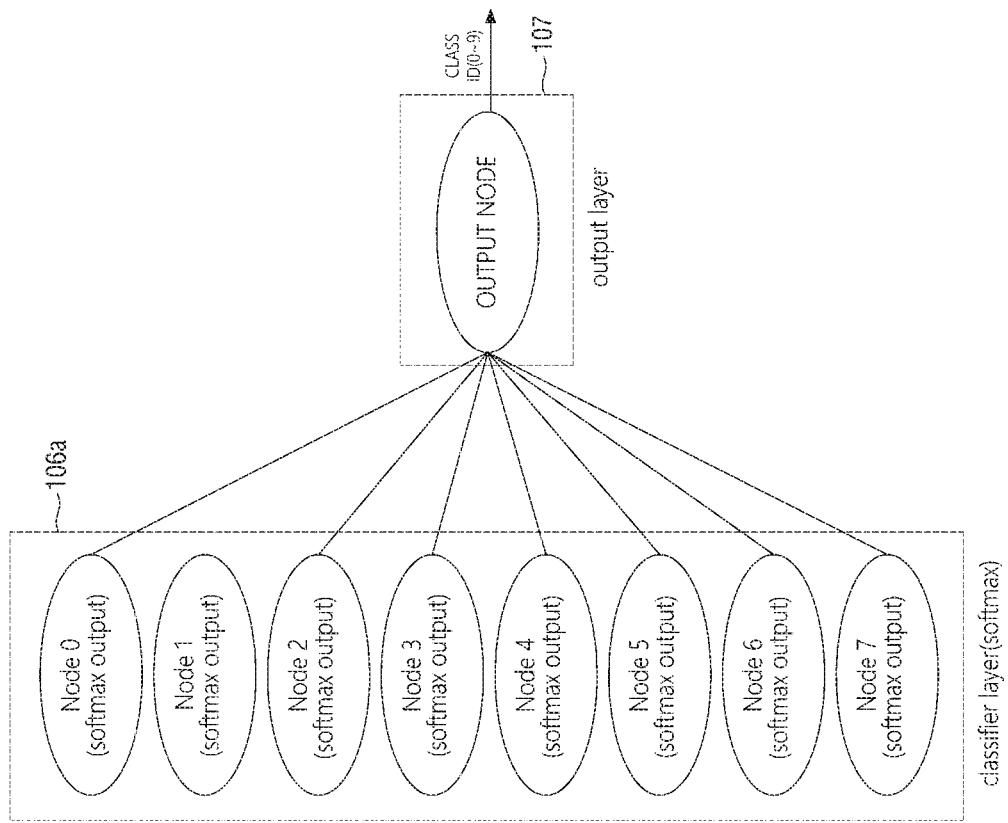 106a
Node 0
(softmax output)
Node 1
(softmax output)
Node 2
(softmax output)
Node 3
(softmax output)
Node 4
(softmax output)
Node 5
(softmax output)
Node 6
(softmax output)
Node 7
(softmax output)
classifier layer(softmax)
107
OUTPUT NODE
output layer
CLASS
iD(0~9)